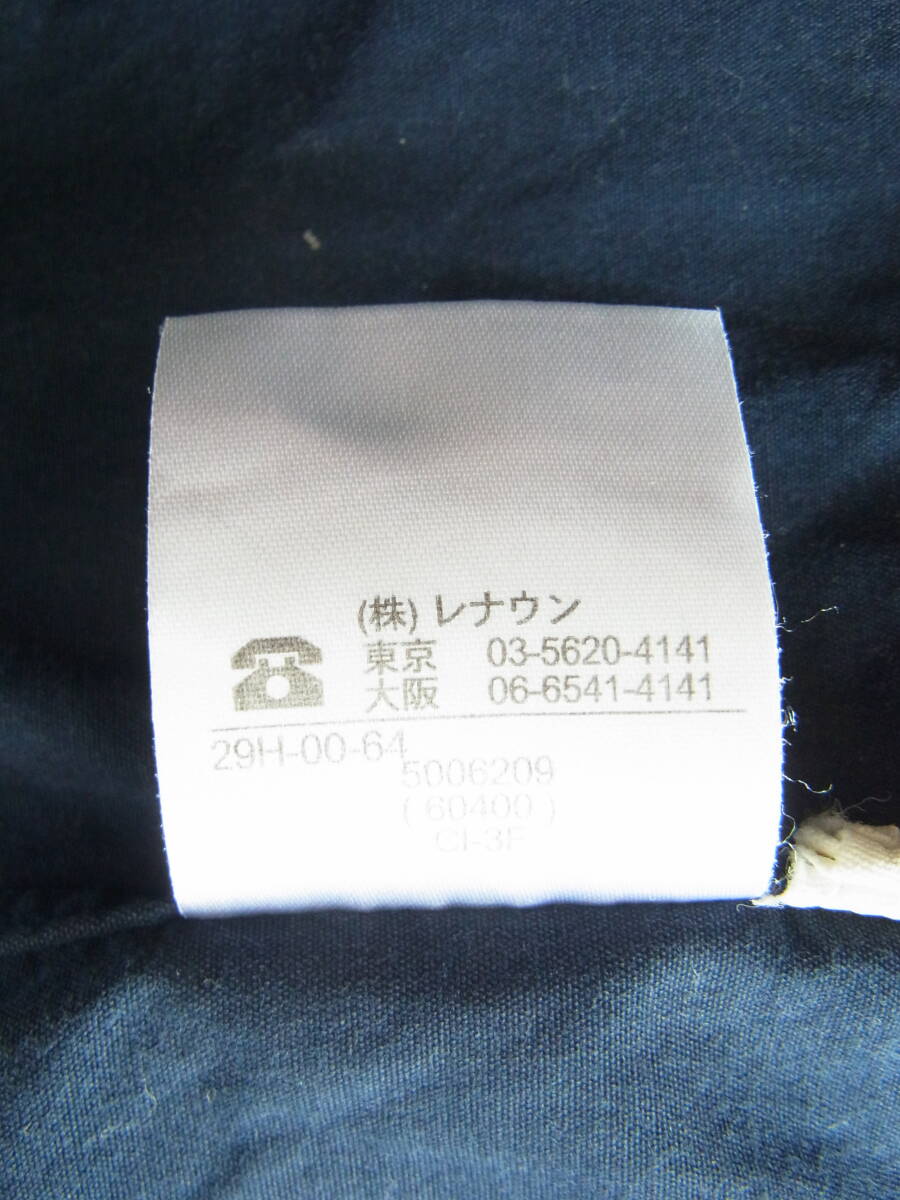 (株) レナウン
東京 03-5620-4141
大阪 06-6541-4141
29H-00-64
5006209
( 60400 )
CI-3F